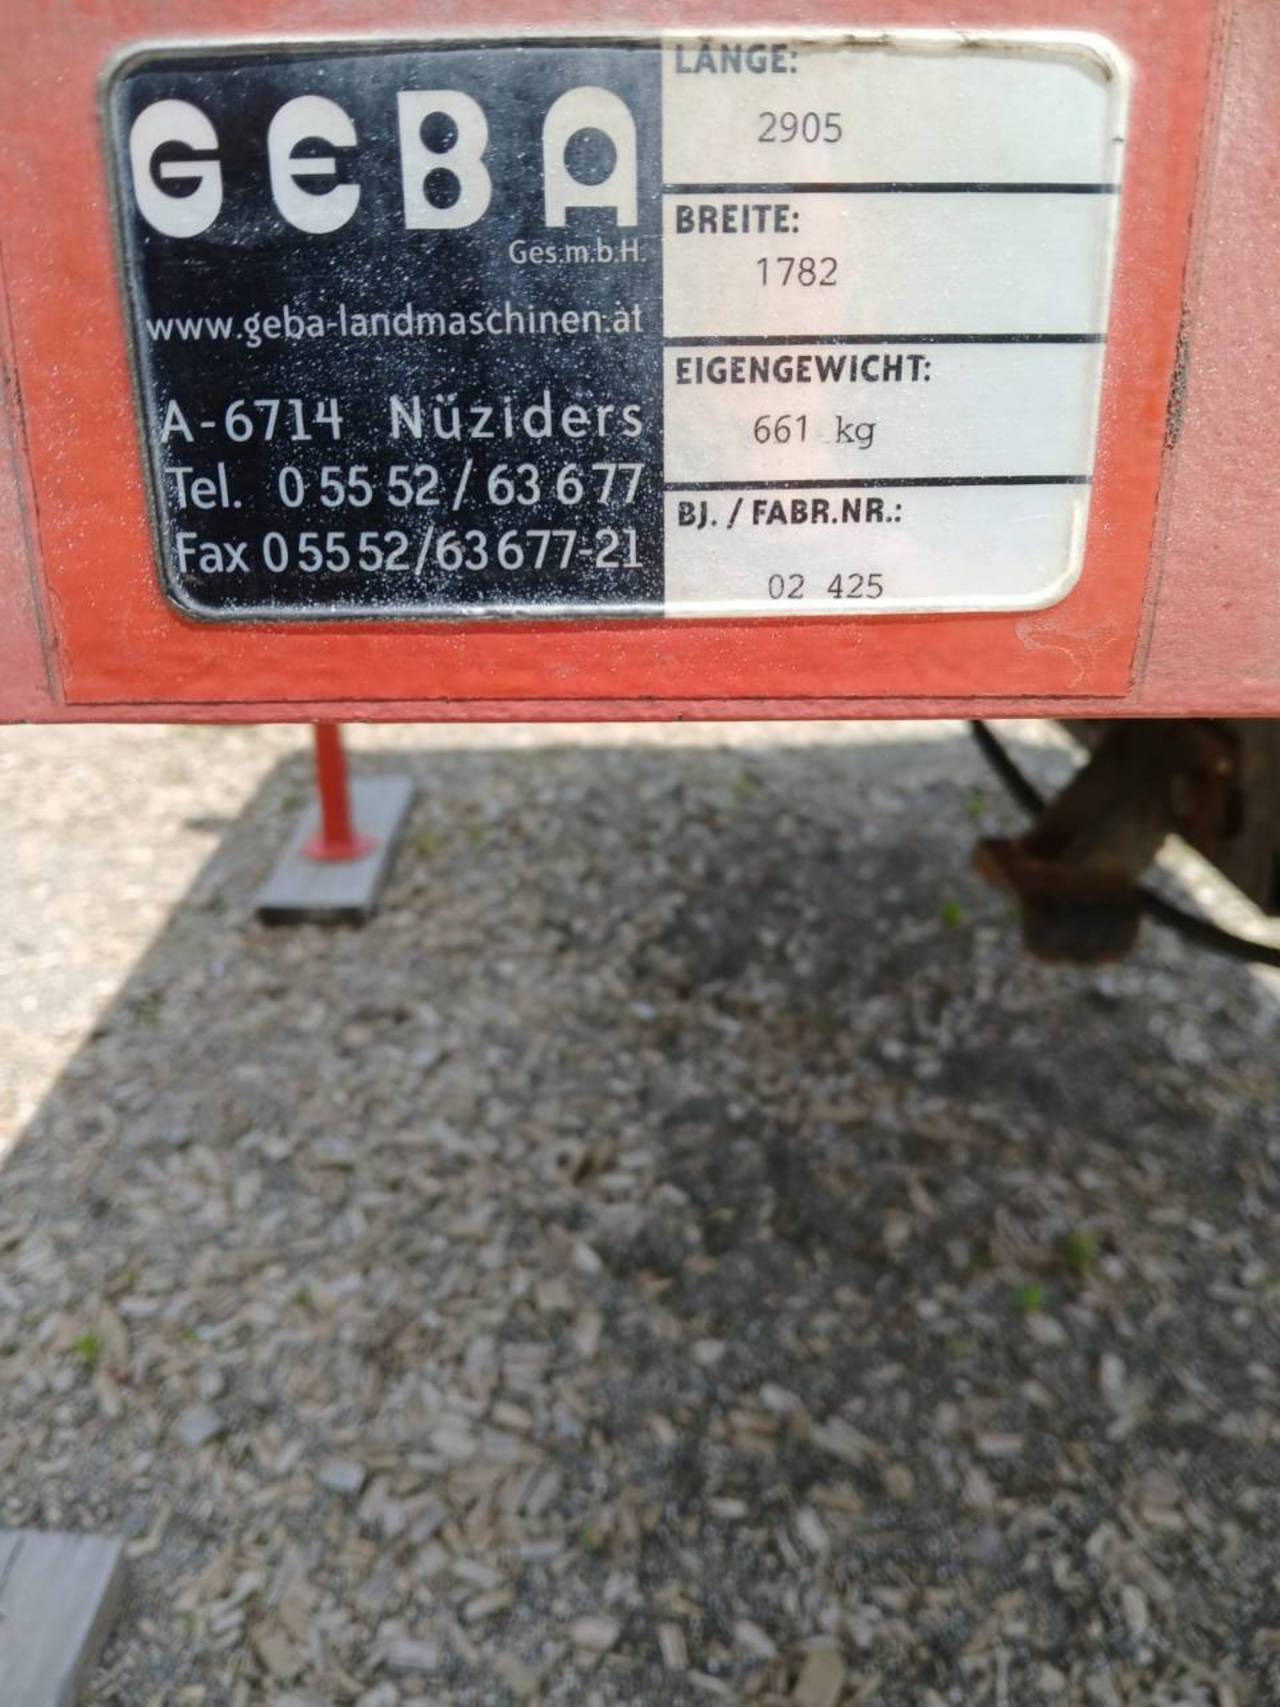 GEBA
Ges.m.b.H.
www.geba-landmaschinen.at
A-6714 Nüziders
Tel. 0 55 52 / 63 6 77
Fax 0 55 52/63 677-21
LÄNGE:
2905
BREITE:
1782
EIGENGEWICHT:
661 kg
BJ. / FABR.NR.:
02 425